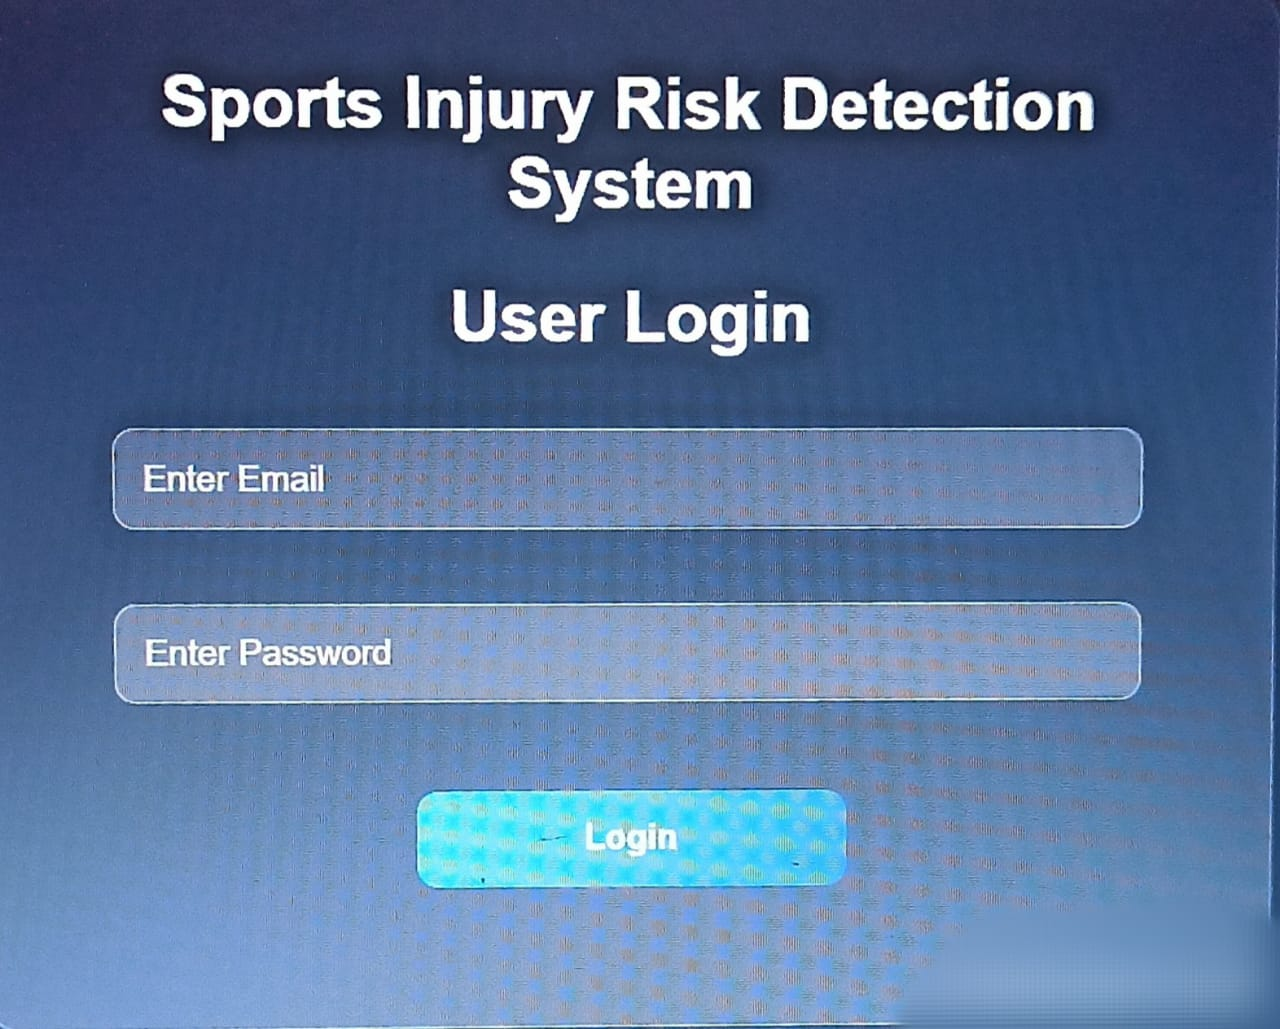 Sports Injury Risk Detection
System
User Login
Enter Email
Enter Password
Login